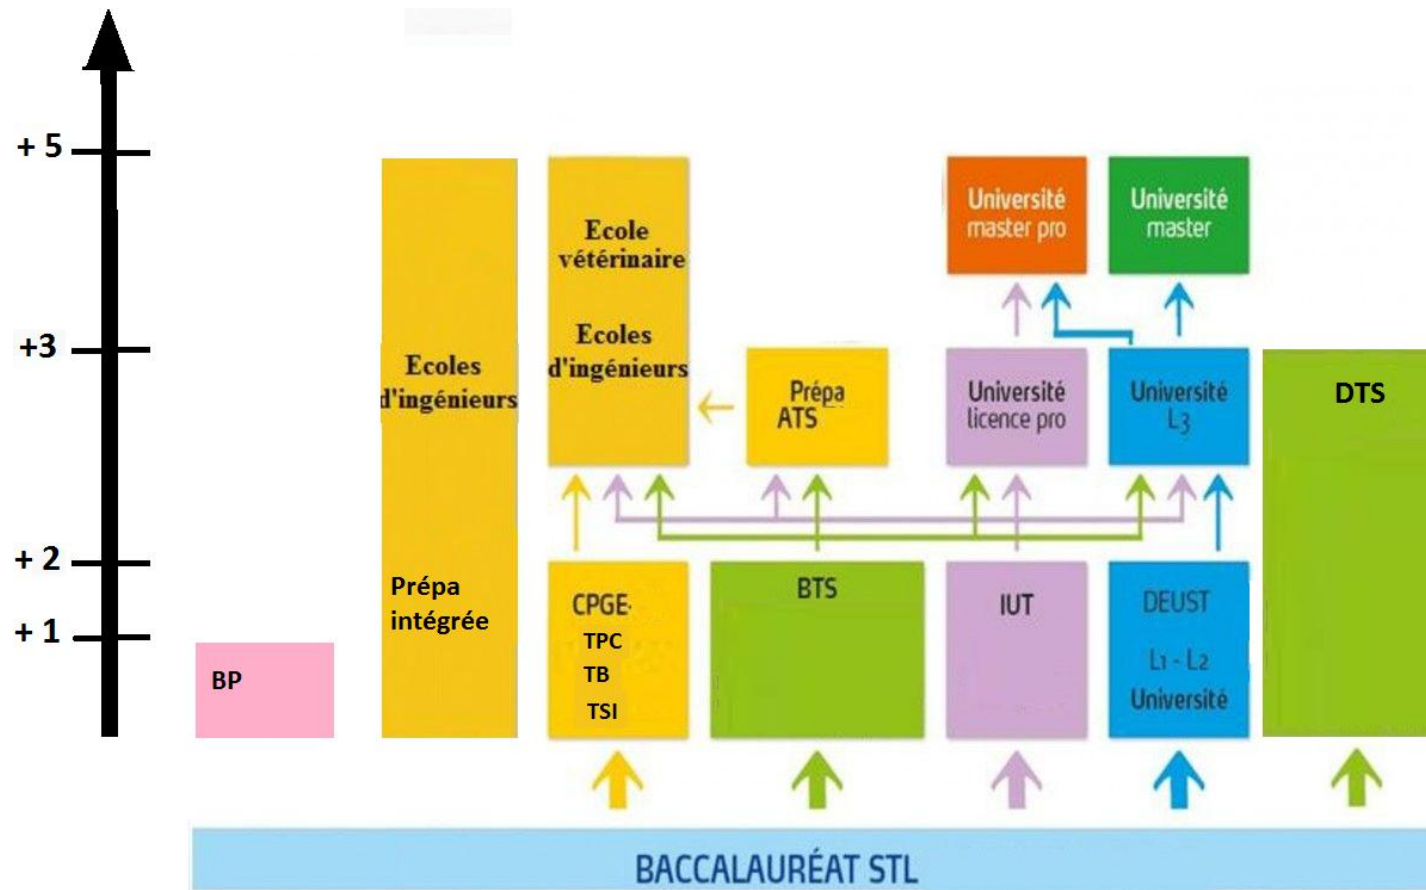 + 5
+3
+ 2
+ 1
BP
Ecoles
d'ingénieurs
Prépa
intégrée
Ecole
vétérinaire
Ecoles
d'ingénieurs
Prépa
ATS
Université
master pro
Université
master
Université
licence pro
Université
L3
DTS
CPGE
TPC
TB
TSI
BTS
IUT
DEUST
L1 - L2
Université
BACCALAURÉAT STL